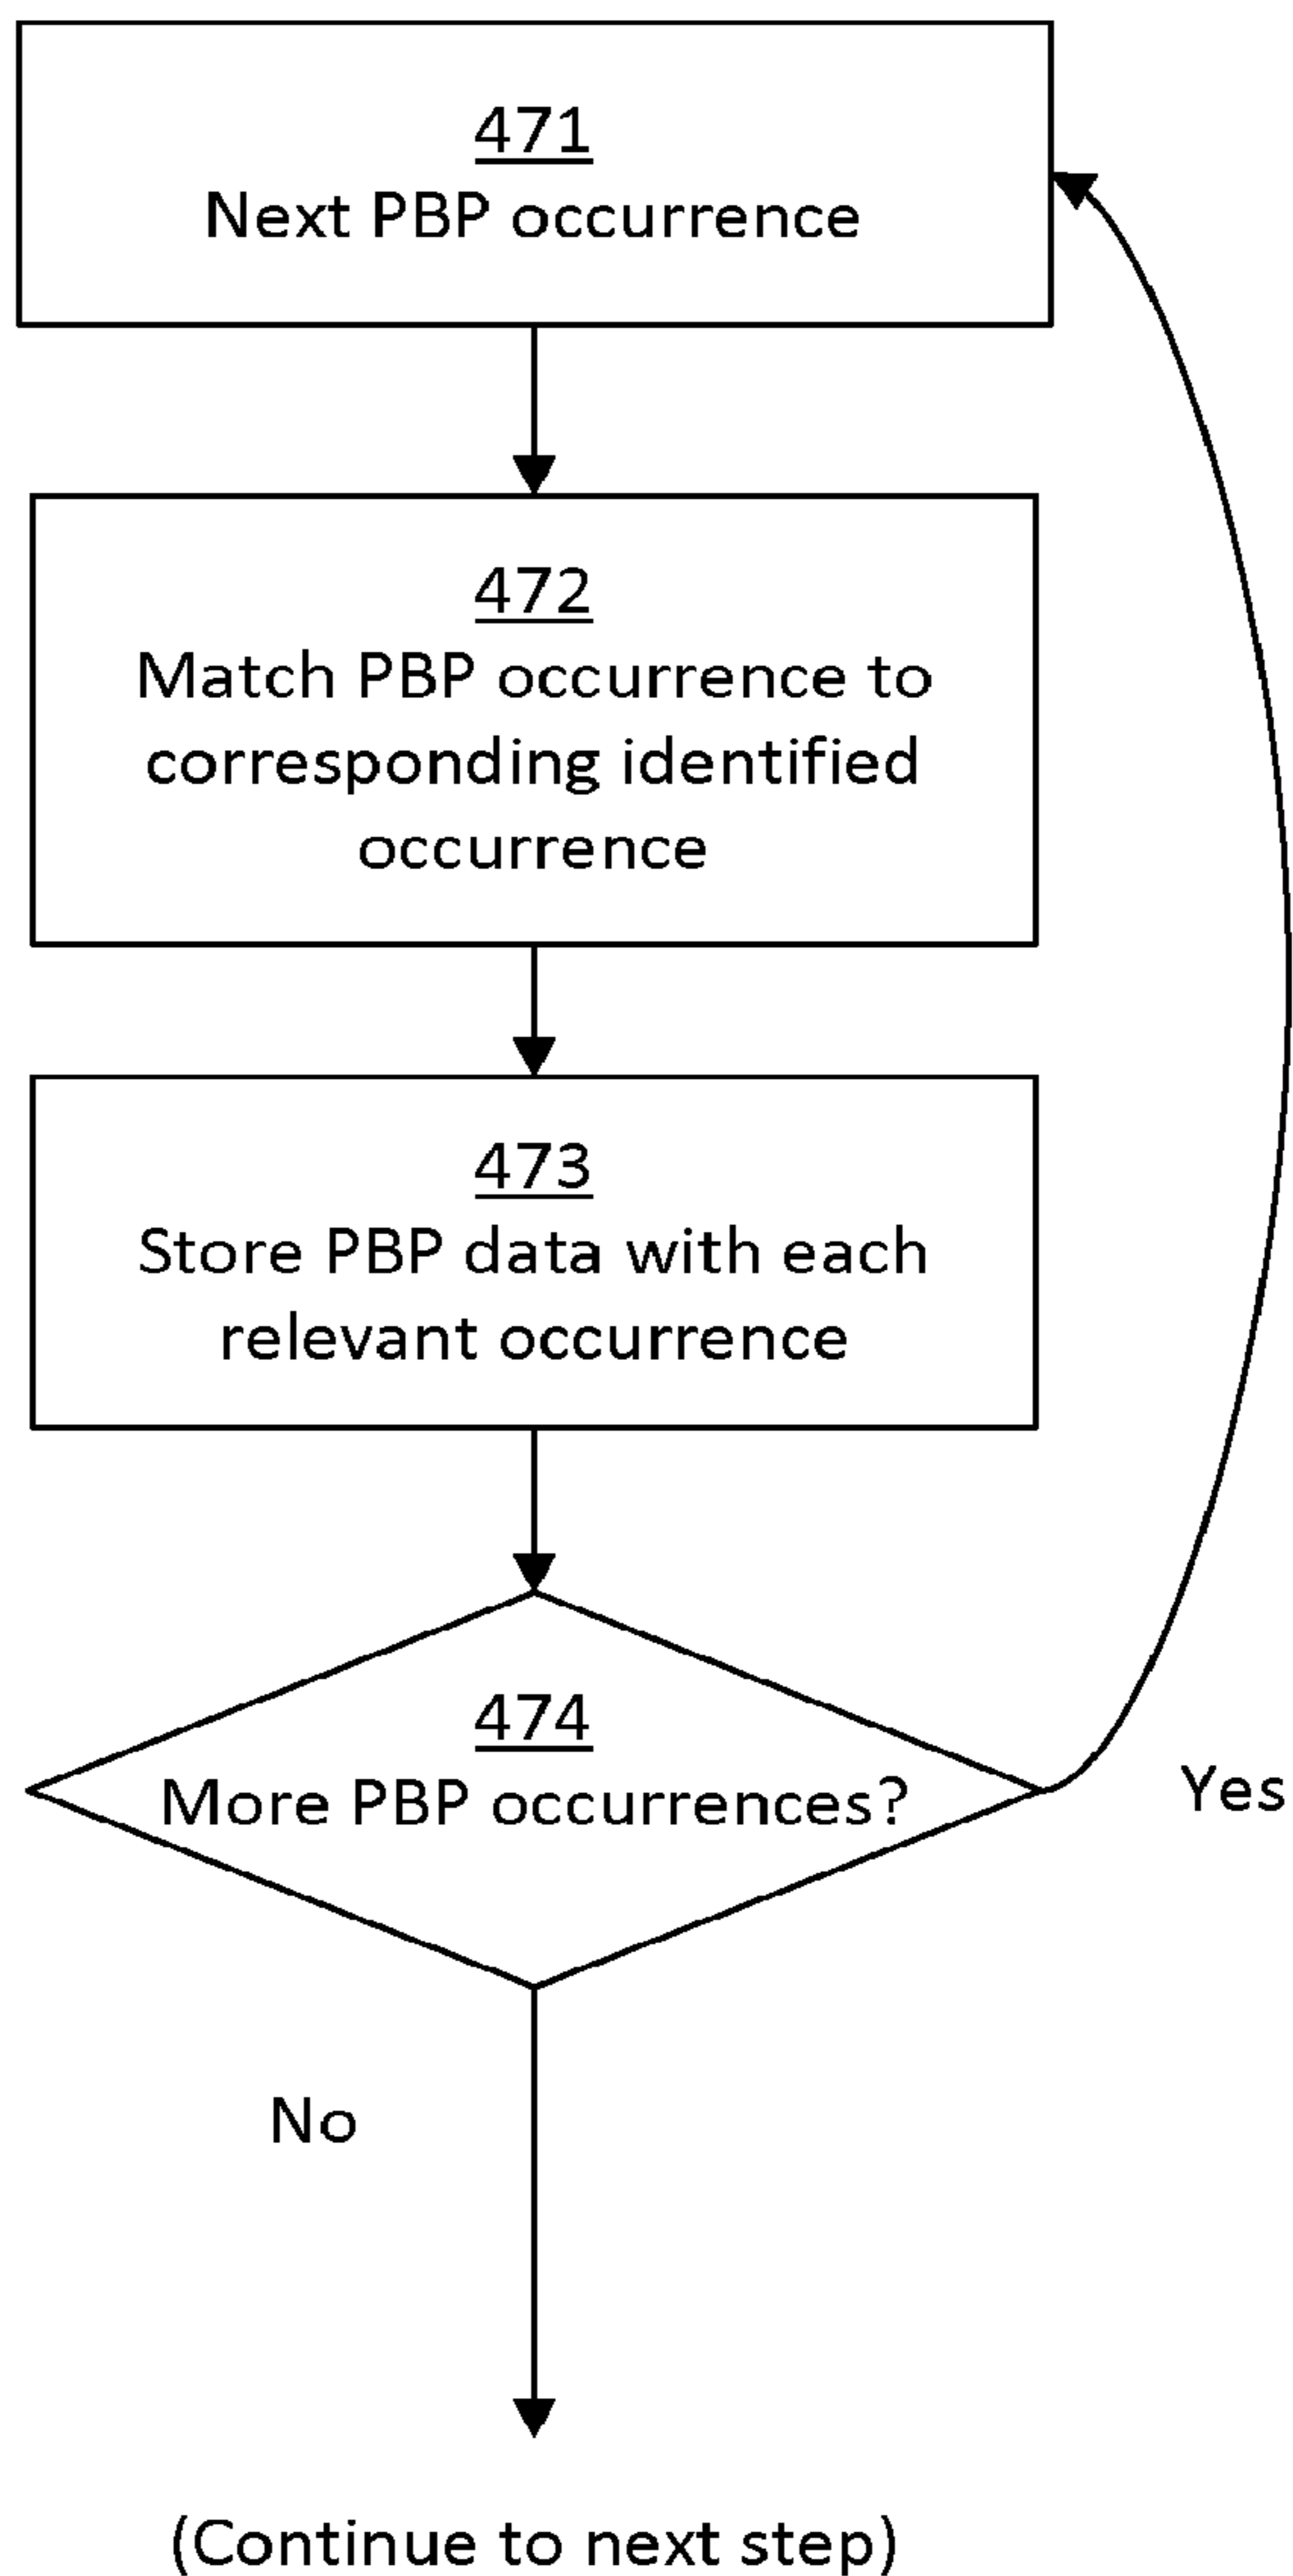 471
Next PBP occurrence
472
Match PBP occurrence to
corresponding identified
occurrence
473
Store PBP data with each
relevant occurrence
474
More PBP occurrences?
Yes
No
(Continue to next step)